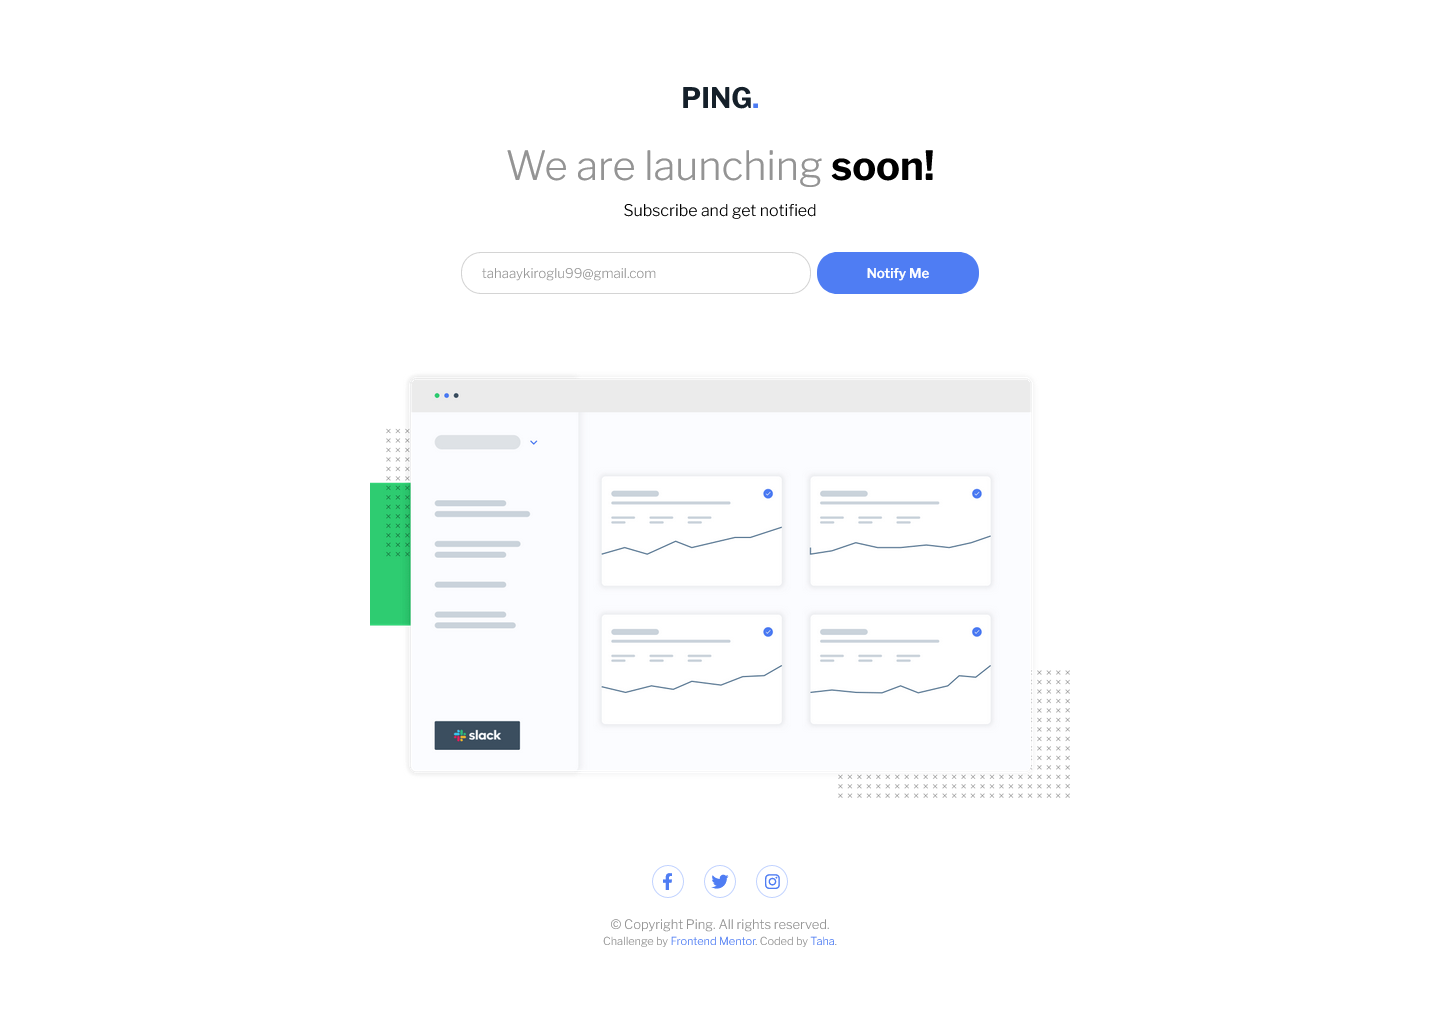 PING.
We are launching soon!
Subscribe and get notified
tahaaykiroglu99@gmail.com
Notify Me
slack
© Copyright Ping. All rights reserved.
Challenge by Frontend Mentor. Coded by Taha.